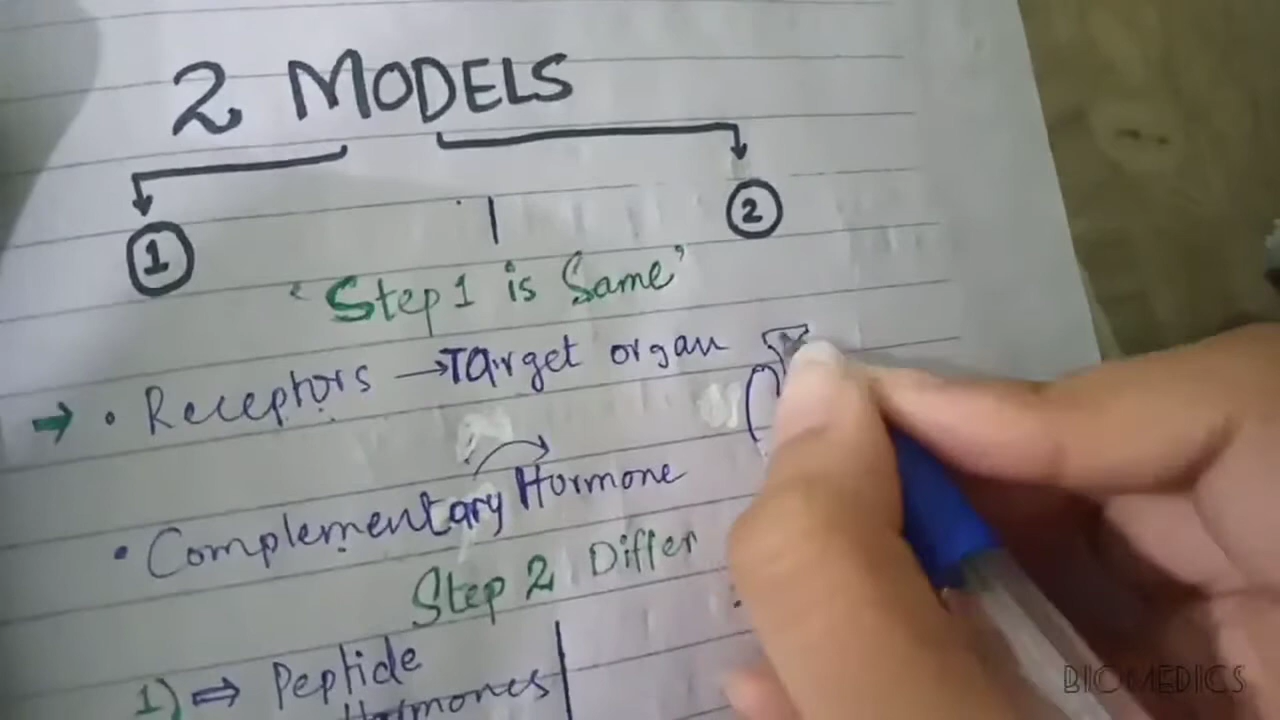 2 MODELS
1 2
'Step 1 is Same'
→ • Receptors → Target organ
• Complementary Hormone
Step 2 Differ
1) ⇒ Peptide
Hormones
BIOMEDICS